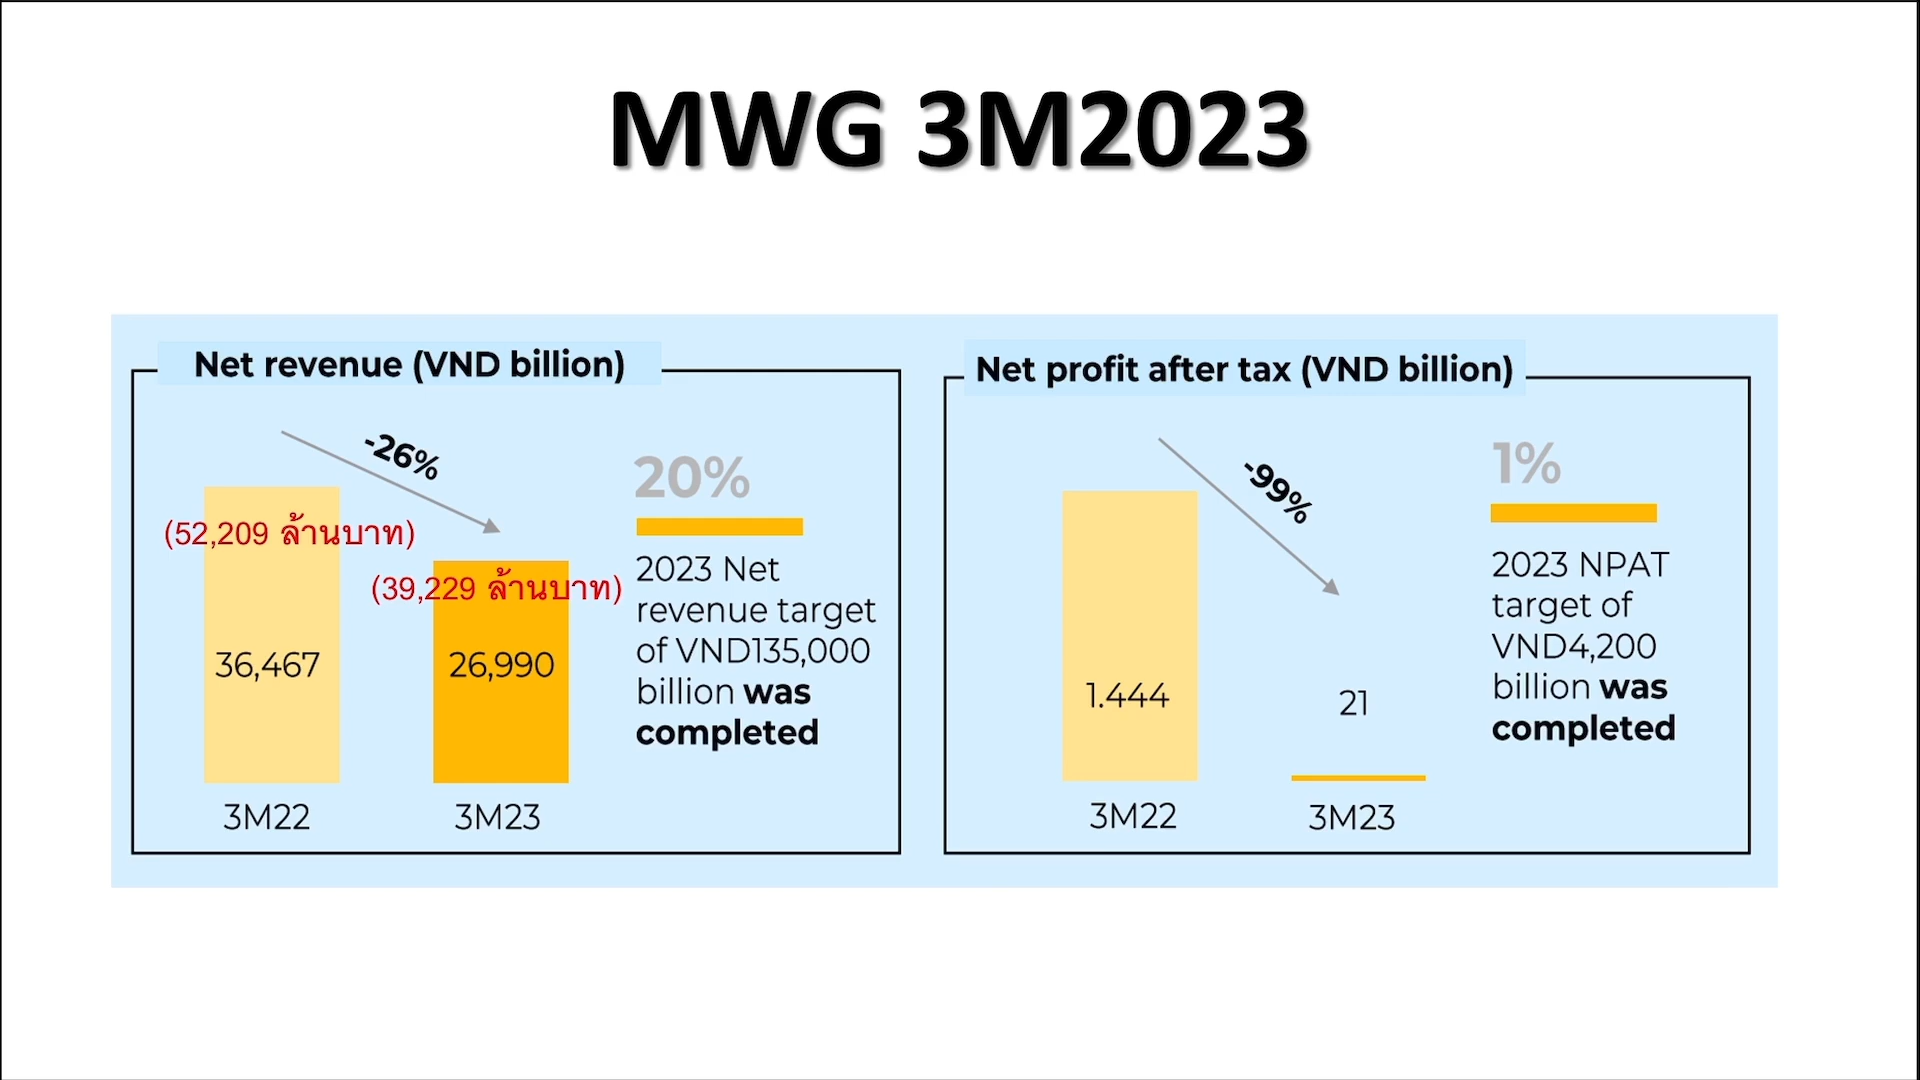 MWG 3M2023
Net revenue (VND billion)
-26%
(52,209 ล้านบาท)
(39,229 ล้านบาท)
36,467
26,990
3M22
3M23
20%
2023 Net
revenue target
of VND135,000
billion was
completed
Net profit after tax (VND billion)
-99%
1.444
21
3M22
3M23
1%
2023 NPAT
target of
VND4,200
billion was
completed